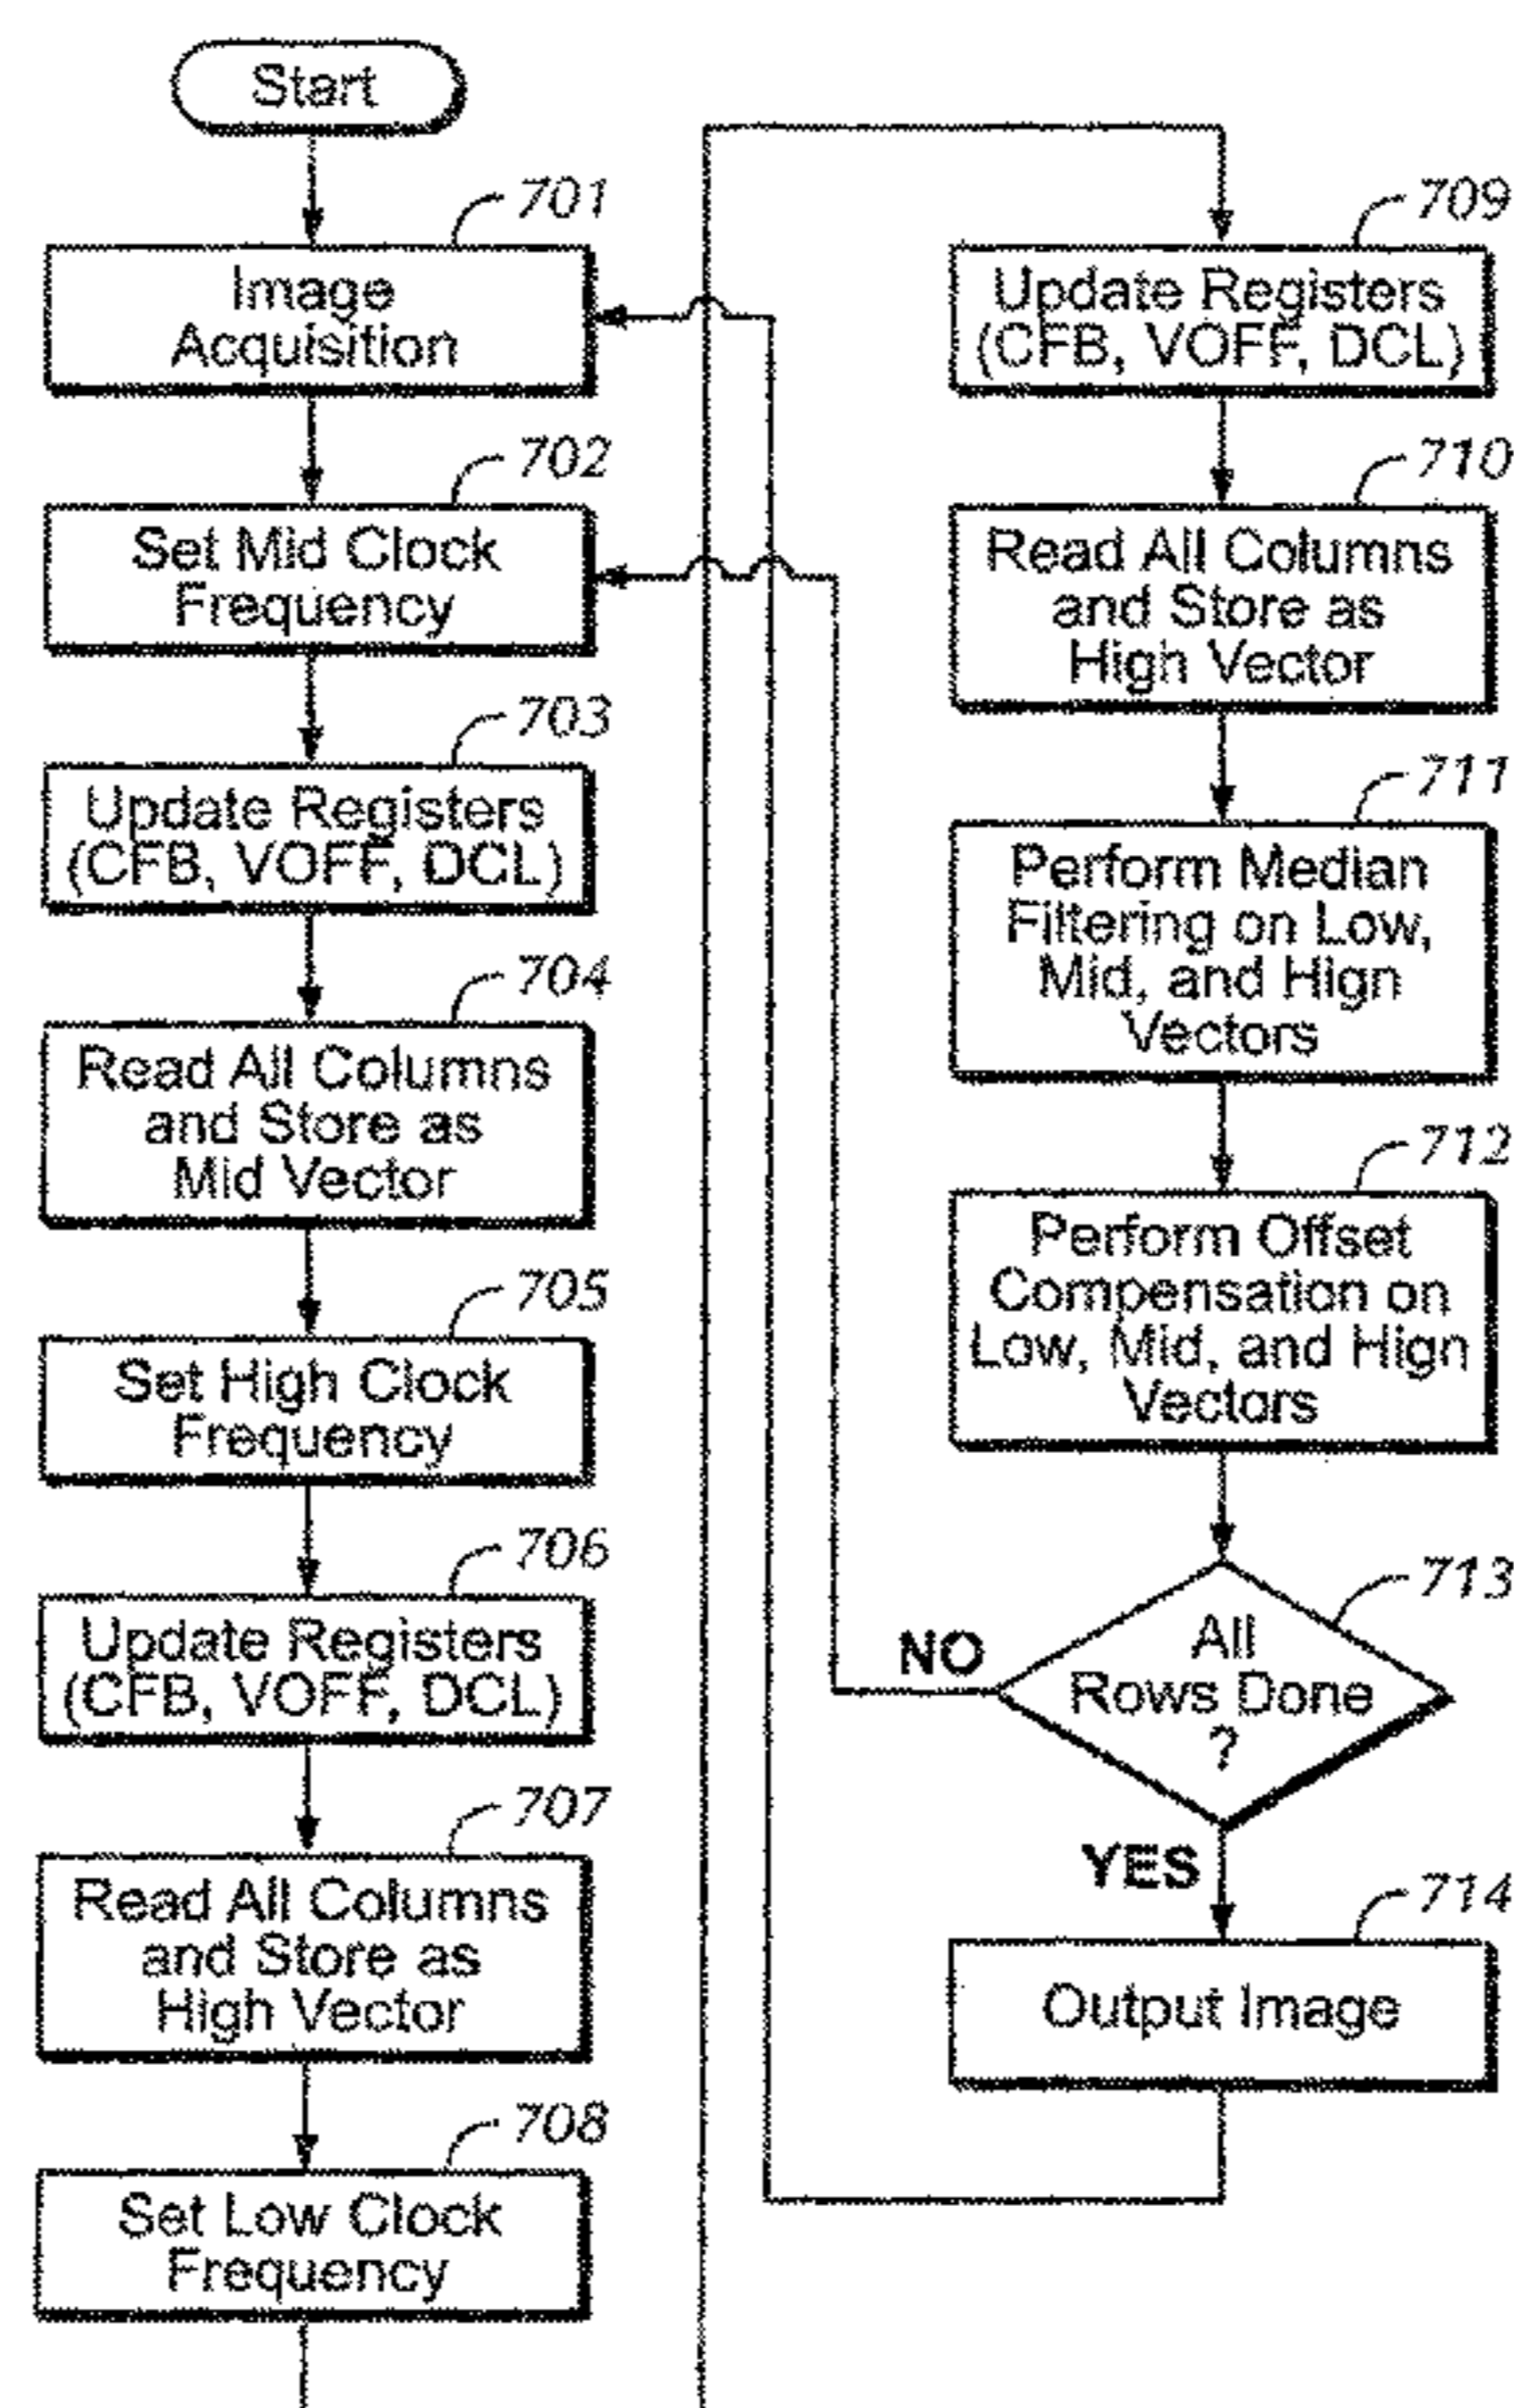 Start
701
Image
Acquisition
702
Set Mid Clock
Frequency
703
Update Registers
(CFB, VOFF, DCL)
704
Read All Columns
and Store as
Mid Vector
705
Set High Clock
Frequency
706
Update Registers
(CFB, VOFF, DCL)
707
Read All Columns
and Store as
High Vector
708
Set Low Clock
Frequency
709
Update Registers
(CFB, VOFF, DCL)
710
Read All Columns
and Store as
High Vector
711
Perform Median
Filtering on Low,
Mid, and Hign
Vectors
712
Perform Offset
Compensation on
Low, Mid, and Hign
Vectors
713
All
Rows Done
?
NO
YES
714
Output Image